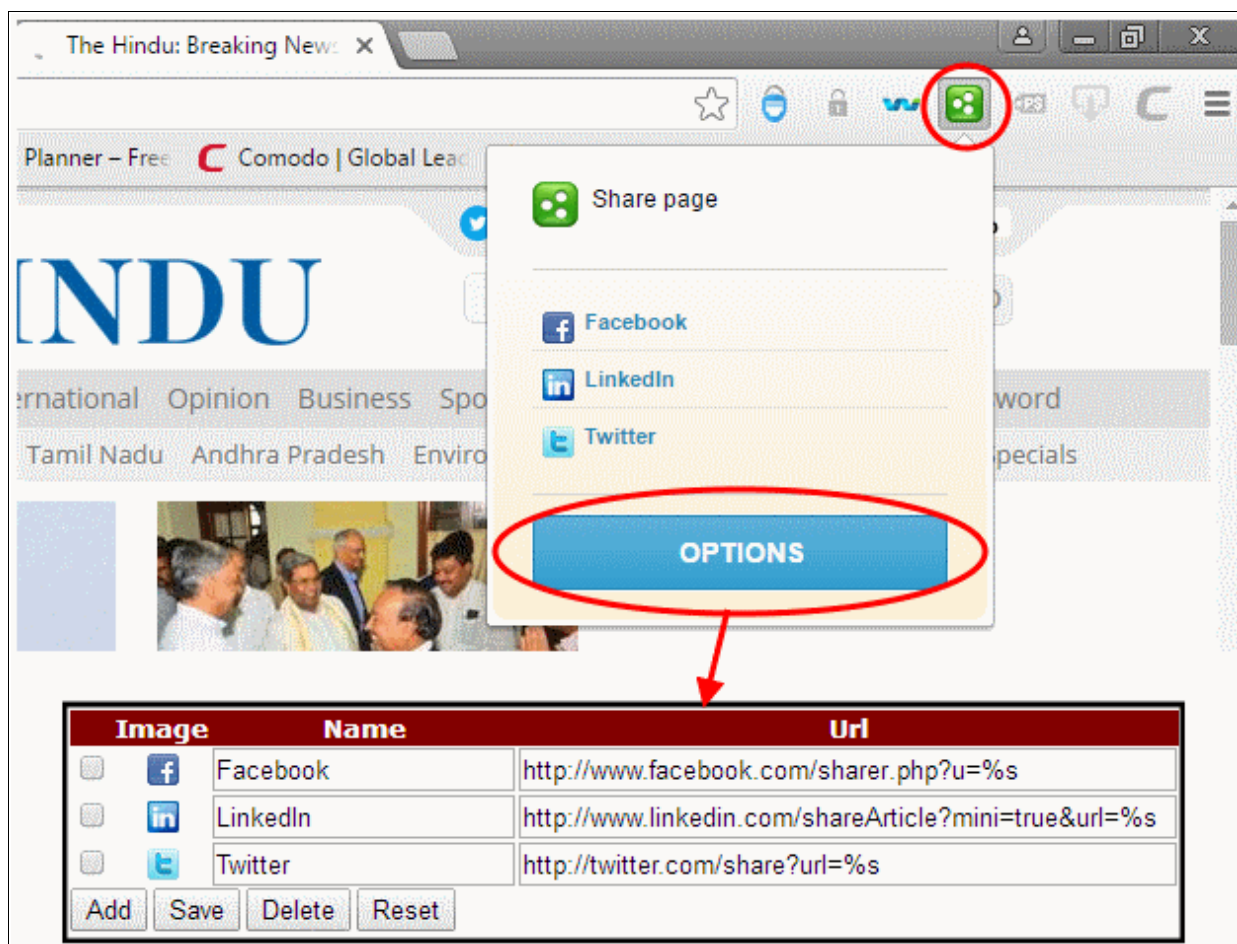 The Hindu: Breaking New
Planner – Free
Comodo | Global Lead
Share page
INDU
Facebook
LinkedIn
Twitter
ernational Opinion Business Spo word
Tamil Nadu Andhra Pradesh Enviro pecials
OPTIONS
Image Name Url
Facebook http://www.facebook.com/sharer.php?u=%s
LinkedIn http://www.linkedin.com/shareArticle?mini=true&url=%s
Twitter http://twitter.com/share?url=%s
Add Save Delete Reset